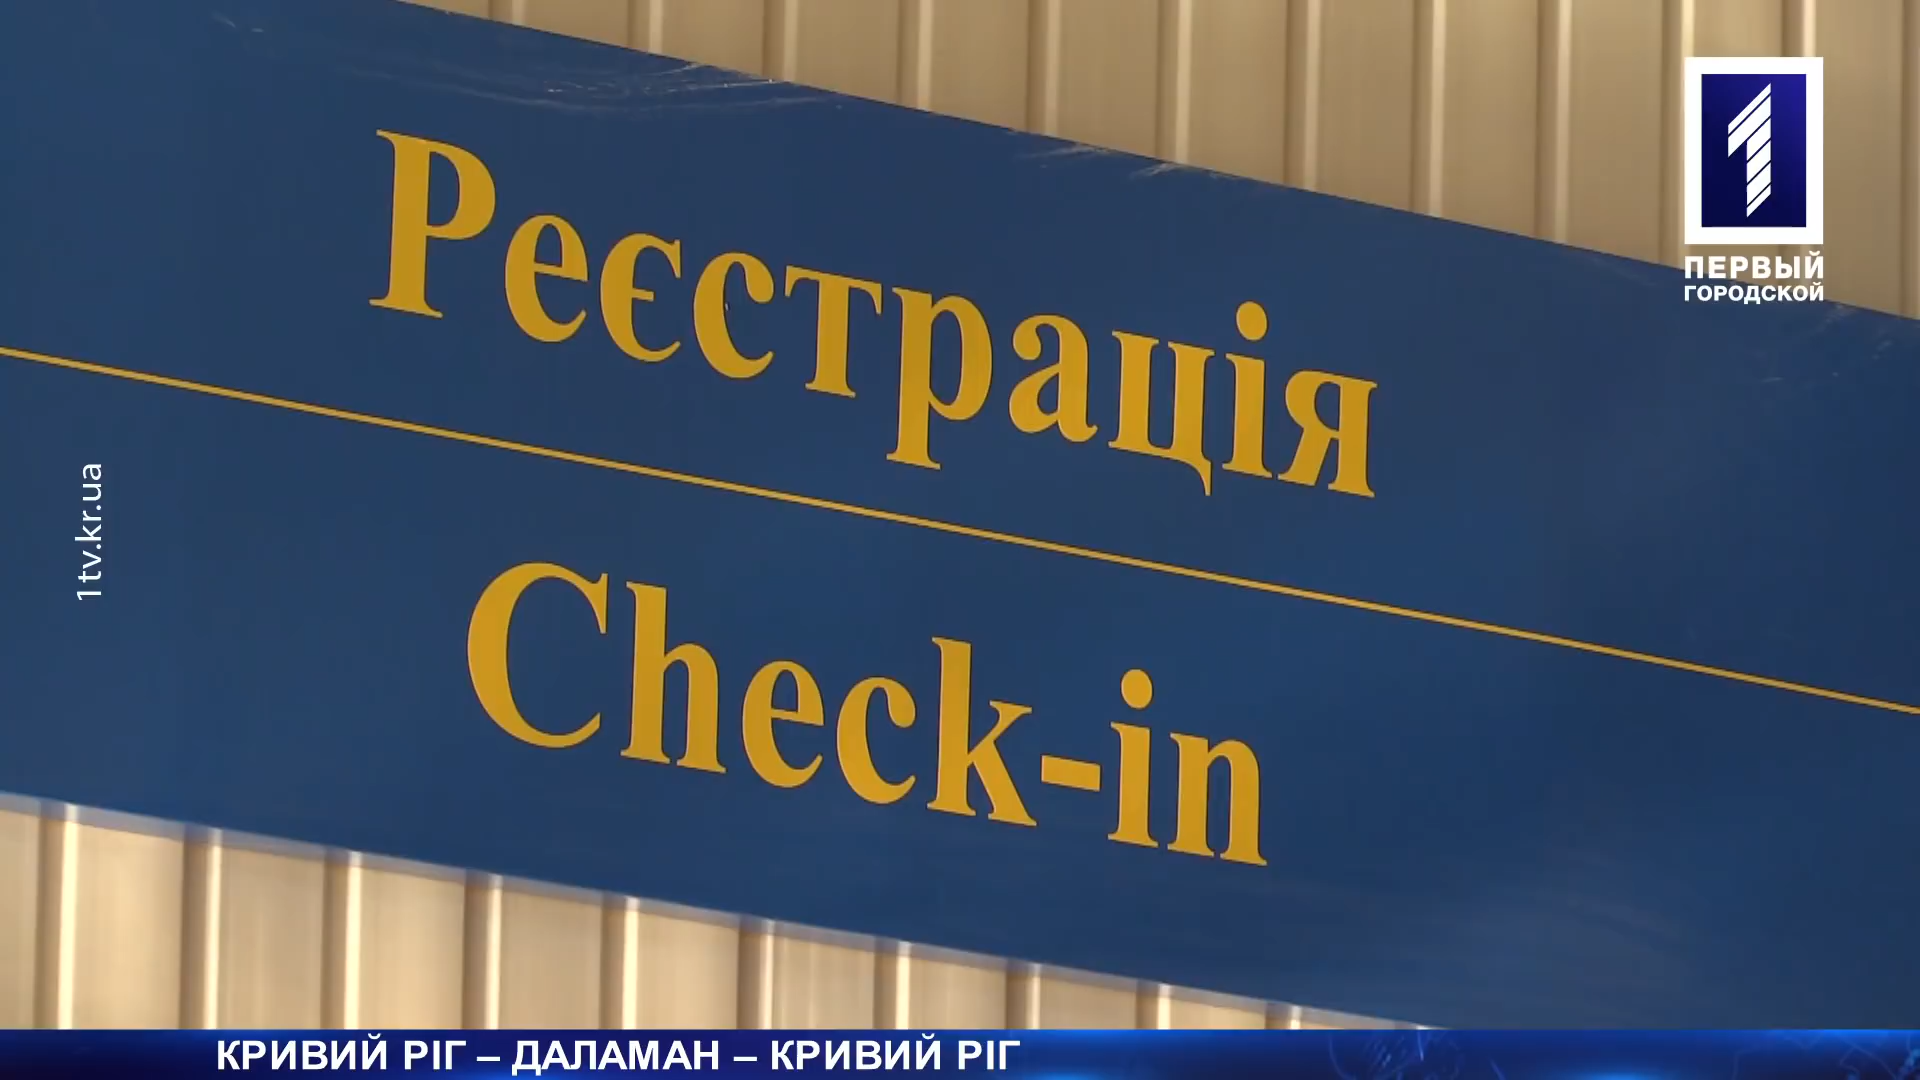 ПЕРВЫЙ
ГОРОДСКОЙ
Реєстрація
1tv.kr.ua
Check-in
КРИВИЙ РІГ – ДАЛАМАН – КРИВИЙ РІГ